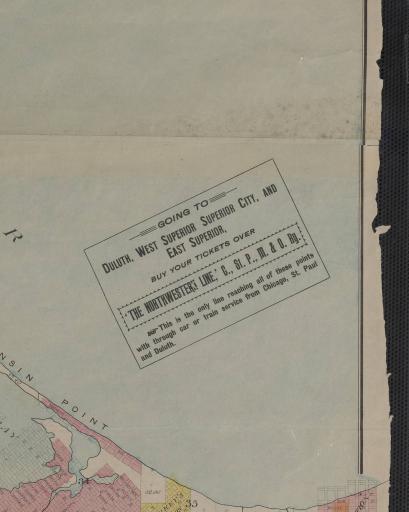 R
GOING TO
DULUTH, WEST SUPERIOR SUPERIOR CITY, AND
EAST SUPERIOR,
BUY YOUR TICKETS OVER
"THE NORTHWESTERN LINE," C., ST. P., M. & O. Ry.
☞ This is the only line reaching all of these points
with through car or train service from Chicago, St. Paul
and Duluth.
NSIN POINT
35